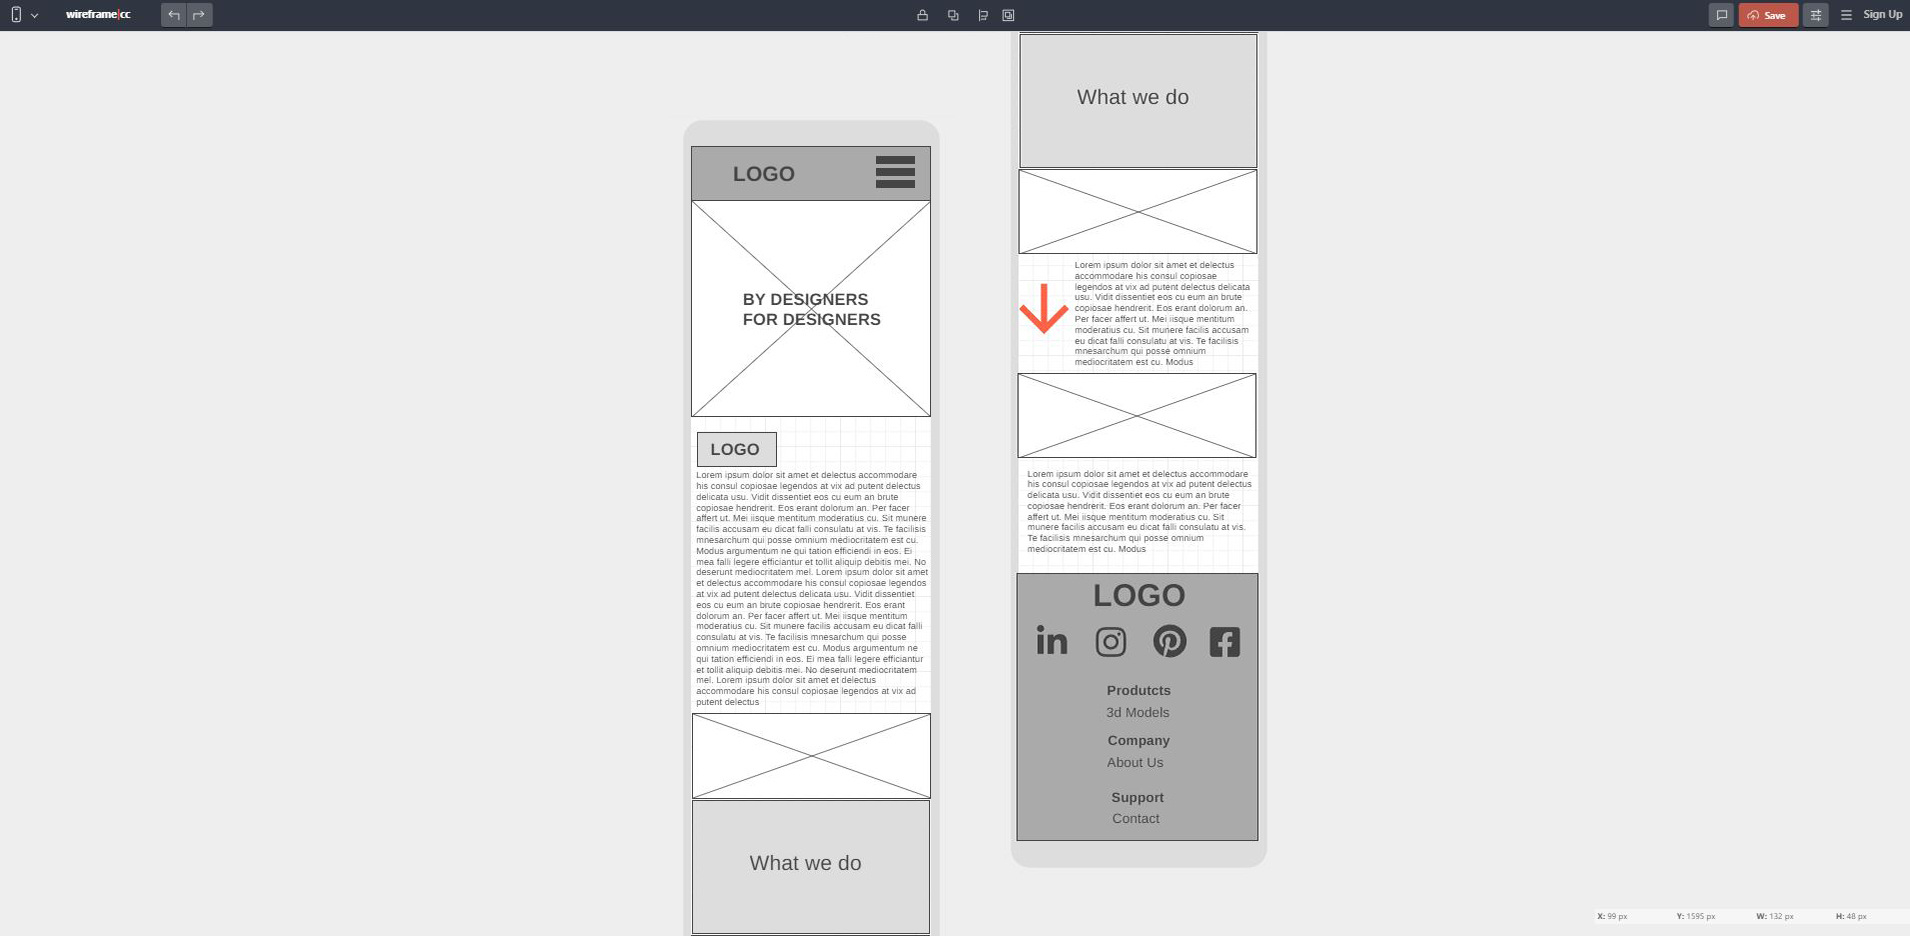 wireframe|cc
Save
Sign Up
LOGO
BY DESIGNERS
FOR DESIGNERS
LOGO
Lorem ipsum dolor sit amet et delectus accommodare
his consul copiosae legendos at vix ad putent delectus
delicata usu. Vidit dissentiet eos cu eum an brute
copiosae hendrerit. Eos erant dolorum an. Per facer
affert ut. Mei iisque mentitum moderatius cu. Sit munere
facilis accusam eu dicat falli consulatu at vis. Te facilisis
mnesarchum qui posse omnium mediocritatem est cu.
Modus argumentum ne qui tation efficiendi in eos. Ei
mea falli legere efficiantur et tollit aliquip debitis mei. No
deserunt mediocritatem mel. Lorem ipsum dolor sit amet
et delectus accommodare his consul copiosae legendos
at vix ad putent delectus delicata usu. Vidit dissentiet
eos cu eum an brute copiosae hendrerit. Eos erant
dolorum an. Per facer affert ut. Mei iisque mentitum
moderatius cu. Sit munere facilis accusam eu dicat falli
consulatu at vis. Te facilisis mnesarchum qui posse
omnium mediocritatem est cu. Modus argumentum ne
qui tation efficiendi in eos. Ei mea falli legere efficiantur
et tollit aliquip debitis mei. No deserunt mediocritatem
mel. Lorem ipsum dolor sit amet et delectus
accommodare his consul copiosae legendos at vix ad
putent delectus
What we do
What we do
Lorem ipsum dolor sit amet et delectus
accommodare his consul copiosae
legendos at vix ad putent delectus delicata
usu. Vidit dissentiet eos cu eum an brute
copiosae hendrerit. Eos erant dolorum an.
Per facer affert ut. Mei iisque mentitum
moderatius cu. Sit munere facilis accusam
eu dicat falli consulatu at vis. Te facilisis
mnesarchum qui posse omnium
mediocritatem est cu. Modus
Lorem ipsum dolor sit amet et delectus accommodare
his consul copiosae legendos at vix ad putent delectus
delicata usu. Vidit dissentiet eos cu eum an brute
copiosae hendrerit. Eos erant dolorum an. Per facer
affert ut. Mei iisque mentitum moderatius cu. Sit
munere facilis accusam eu dicat falli consulatu at vis.
Te facilisis mnesarchum qui posse omnium
mediocritatem est cu. Modus
LOGO
in
Produtcts
3d Models
Company
About Us
Support
Contact
X: 99 px Y: 1595 px W: 132 px H: 48 px